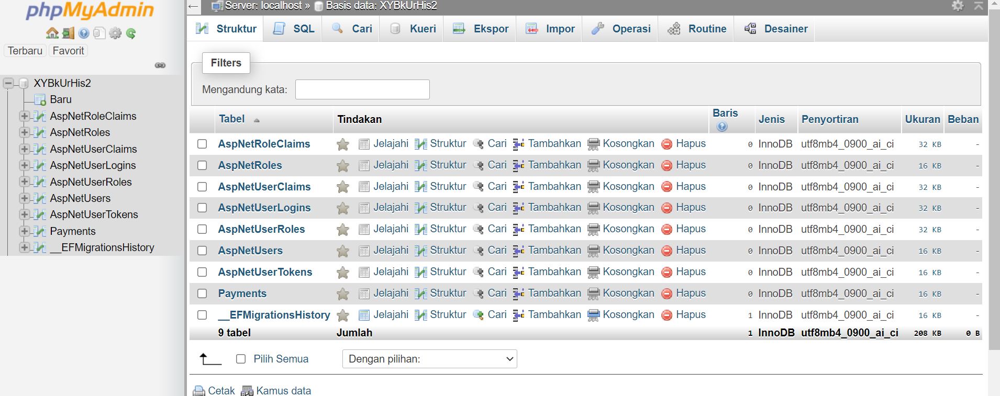 phpMyAdmin
Terbaru Favorit
XYBkUrHis2
Baru
AspNetRoleClaims
AspNetRoles
AspNetUserClaims
AspNetUserLogins
AspNetUserRoles
AspNetUsers
AspNetUserTokens
Payments
__EFMigrationsHistory
Server: localhost » Basis data: XYBkUrHis2
Struktur SQL Cari Kueri Ekspor Impor Operasi Routine Desainer
Filters
Mengandung kata:
Tabel Tindakan Baris Jenis Penyortiran Ukuran Beban
AspNetRoleClaims Jelajahi Struktur Cari Tambahkan Kosongkan Hapus 0 InnoDB utf8mb4_0900_ai_ci 32 KB -
AspNetRoles Jelajahi Struktur Cari Tambahkan Kosongkan Hapus 0 InnoDB utf8mb4_0900_ai_ci 16 KB -
AspNetUserClaims Jelajahi Struktur Cari Tambahkan Kosongkan Hapus 0 InnoDB utf8mb4_0900_ai_ci 32 KB -
AspNetUserLogins Jelajahi Struktur Cari Tambahkan Kosongkan Hapus 0 InnoDB utf8mb4_0900_ai_ci 32 KB -
AspNetUserRoles Jelajahi Struktur Cari Tambahkan Kosongkan Hapus 0 InnoDB utf8mb4_0900_ai_ci 32 KB -
AspNetUsers Jelajahi Struktur Cari Tambahkan Kosongkan Hapus 0 InnoDB utf8mb4_0900_ai_ci 16 KB -
AspNetUserTokens Jelajahi Struktur Cari Tambahkan Kosongkan Hapus 0 InnoDB utf8mb4_0900_ai_ci 16 KB -
Payments Jelajahi Struktur Cari Tambahkan Kosongkan Hapus 0 InnoDB utf8mb4_0900_ai_ci 16 KB -
__EFMigrationsHistory Jelajahi Struktur Cari Tambahkan Kosongkan Hapus 1 InnoDB utf8mb4_0900_ai_ci 16 KB -
9 tabel Jumlah 1 InnoDB utf8mb4_0900_ai_ci 208 KB 0 B
Pilih Semua Dengan pilihan:
Cetak Kamus data